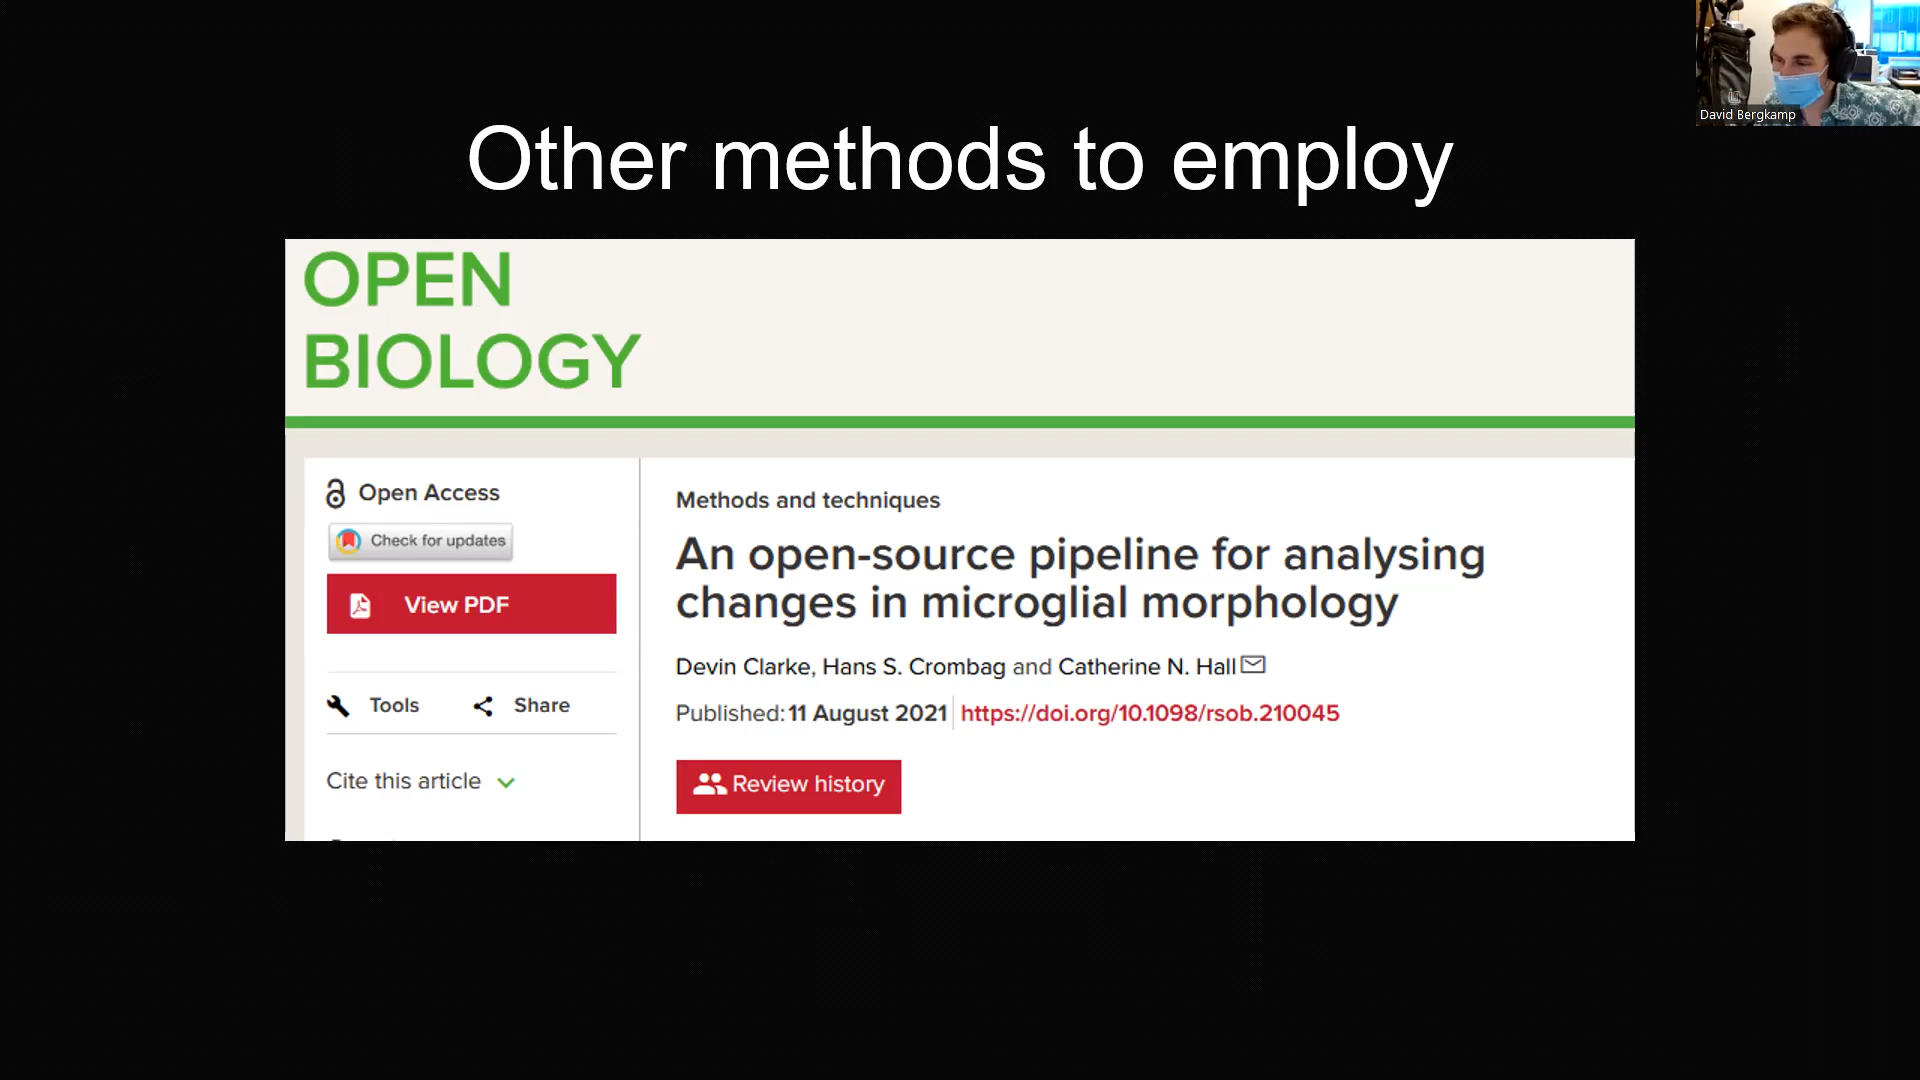 David Bergkamp
Other methods to employ
OPEN
BIOLOGY
Open Access
Check for updates
View PDF
Tools
Share
Cite this article
Methods and techniques
An open-source pipeline for analysing
changes in microglial morphology
Devin Clarke, Hans S. Crombag and Catherine N. Hall
Published: 11 August 2021 https://doi.org/10.1098/rsob.210045
Review history